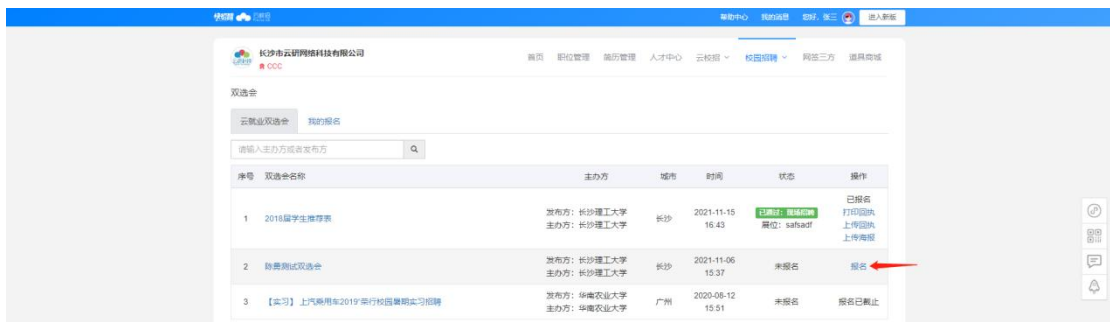 快招聘 云就业 帮助中心 我的消息 您好, 张三 进入新版
长沙市云研网络科技有限公司
CCC
首页 职位管理 简历管理 人才中心 云校招 校园招聘 网签三方 道具商城
双选会
云就业双选会 我的报名
请输入主办方或者发布方
序号 双选会名称 主办方 城市 时间 状态 操作
1 2018届学生推荐表 发布方：长沙理工大学 主办方：长沙理工大学 长沙 2021-11-15 16:43 已通过：现场招聘 展位：safsadf 已报名 打印回执 上传回执 上传海报
2 陈勇测试双选会 发布方：长沙理工大学 主办方：长沙理工大学 长沙 2021-11-06 15:37 未报名 报名
3 【实习】上汽乘用车2019“荣行校园暑期实习招聘 发布方：华南农业大学 主办方：华南农业大学 广州 2020-08-12 15:51 未报名 报名已截止